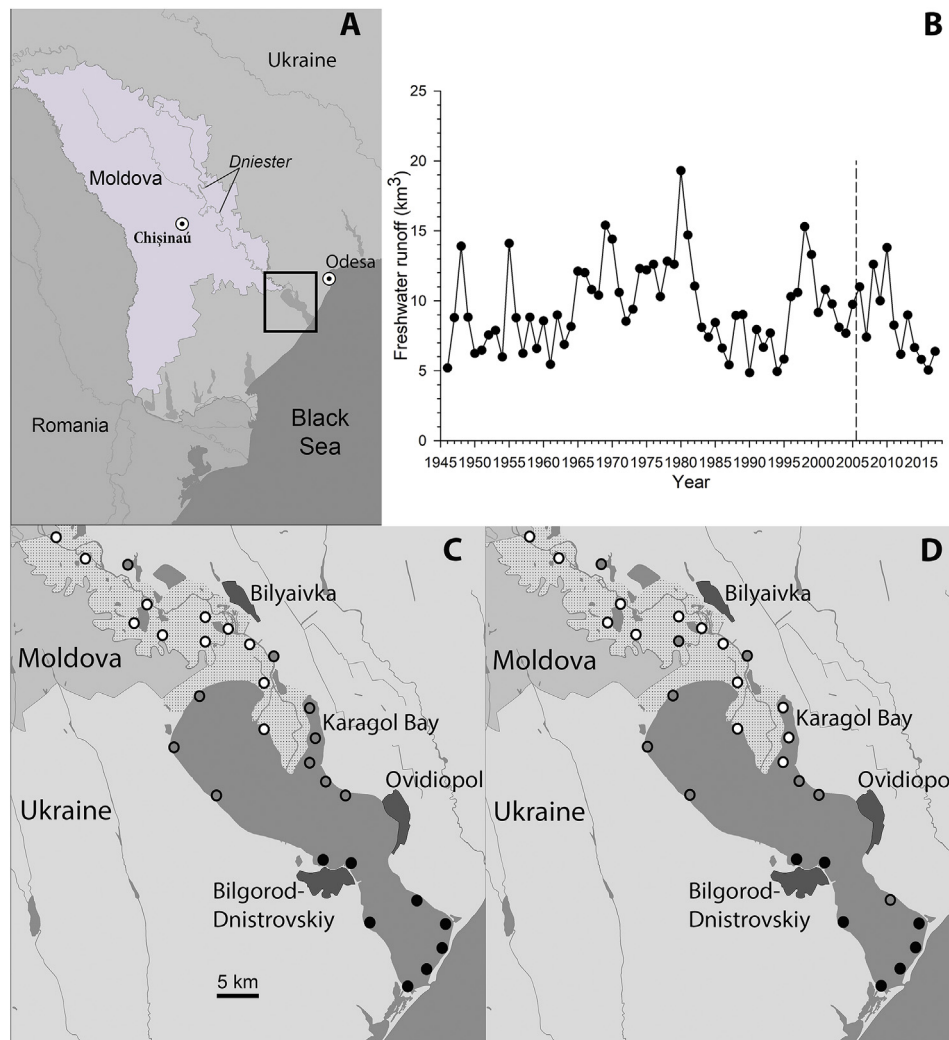 A
Ukraine
Dniester
Moldova
Chișinaú
Odesa
Romania
Black
Sea
B
Freshwater runoff (km³)
25
20
15
10
5
0
1945 1950 1955 1960 1965 1970 1975 1980 1985 1990 1995 2000 2005 2010 2015
Year
C
Bilyaivka
Moldova
Karagol Bay
Ovidiopol
Ukraine
Bilgorod-
Dnistrovskiy
5 km
D
Bilyaivka
Moldova
Karagol Bay
Ovidiopo
Ukraine
Bilgorod-
Dnistrovskiy